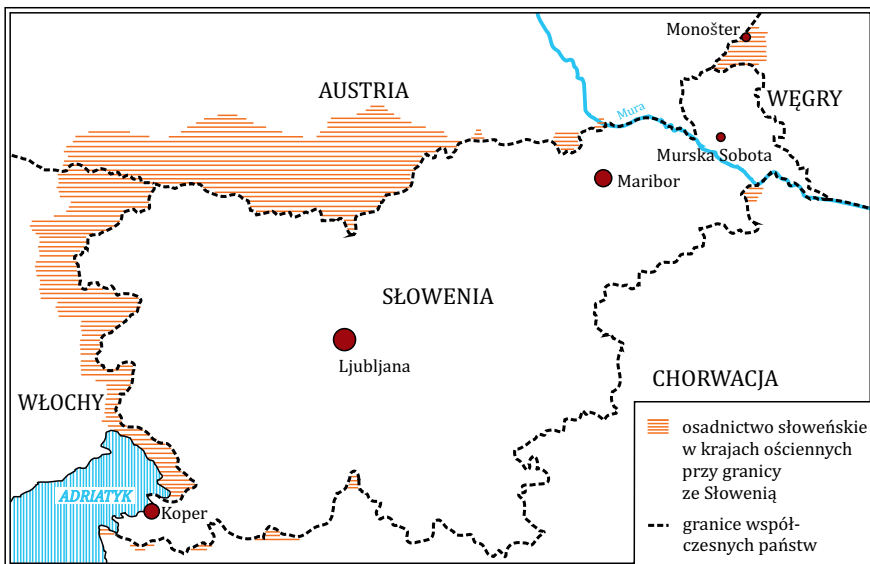 Monošter
AUSTRIA
WĘGRY
Mura
Murska Sobota
Maribor
SŁOWENIA
Ljubljana
CHORWACJA
WŁOCHY
ADRIATYK
Koper
osadnictwo słoweńskie
w krajach ościennych
przy granicy
ze Słowenią
granice współ-
czesnych państw